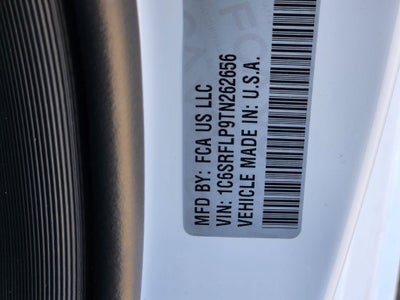 MFD BY: FCA US LLC
VIN: 1C6SRFLP9TN262656
VEHICLE MADE IN: U.S.A.